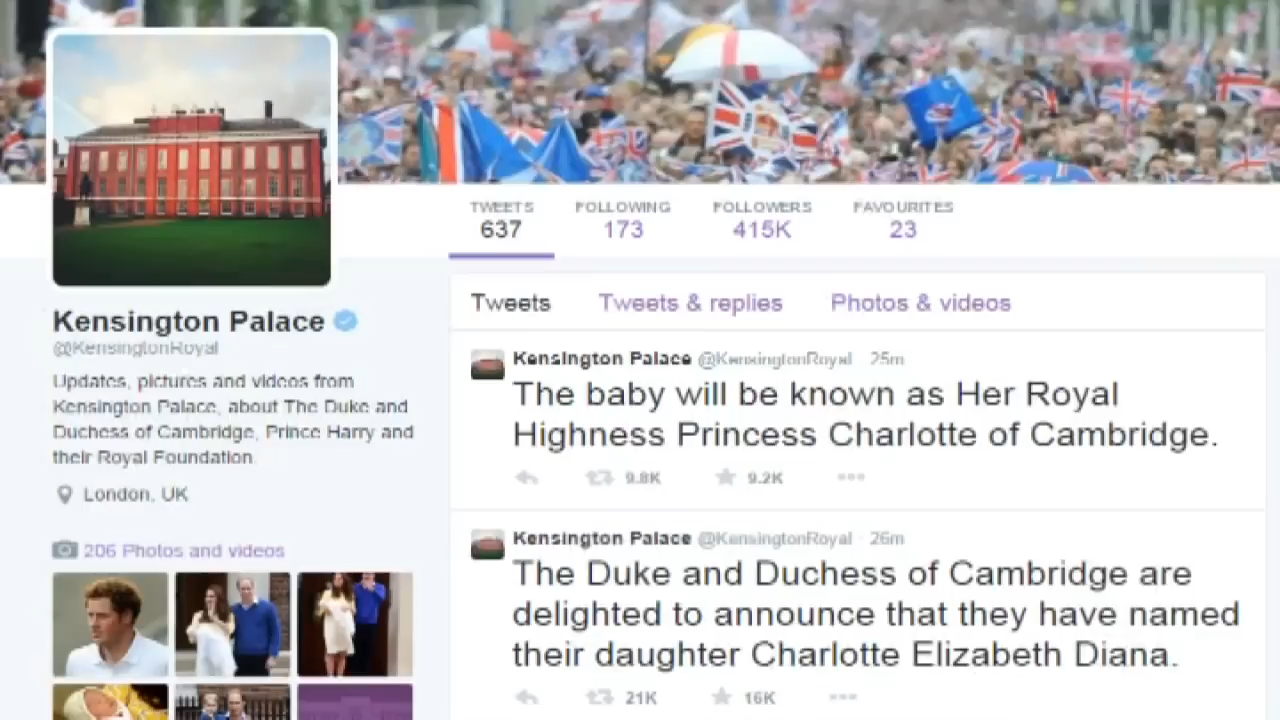 TWEETS FOLLOWING FOLLOWERS FAVOURITES
637 173 415K 23
Kensington Palace
@KensingtonRoyal
Updates, pictures and videos from
Kensington Palace, about The Duke and
Duchess of Cambridge, Prince Harry and
their Royal Foundation.
London, UK
206 Photos and videos
Tweets Tweets & replies Photos & videos
Kensington Palace @KensingtonRoyal · 25m
The baby will be known as Her Royal
Highness Princess Charlotte of Cambridge.
9.8K 9.2K
Kensington Palace @KensingtonRoyal · 26m
The Duke and Duchess of Cambridge are
delighted to announce that they have named
their daughter Charlotte Elizabeth Diana.
21K 16K